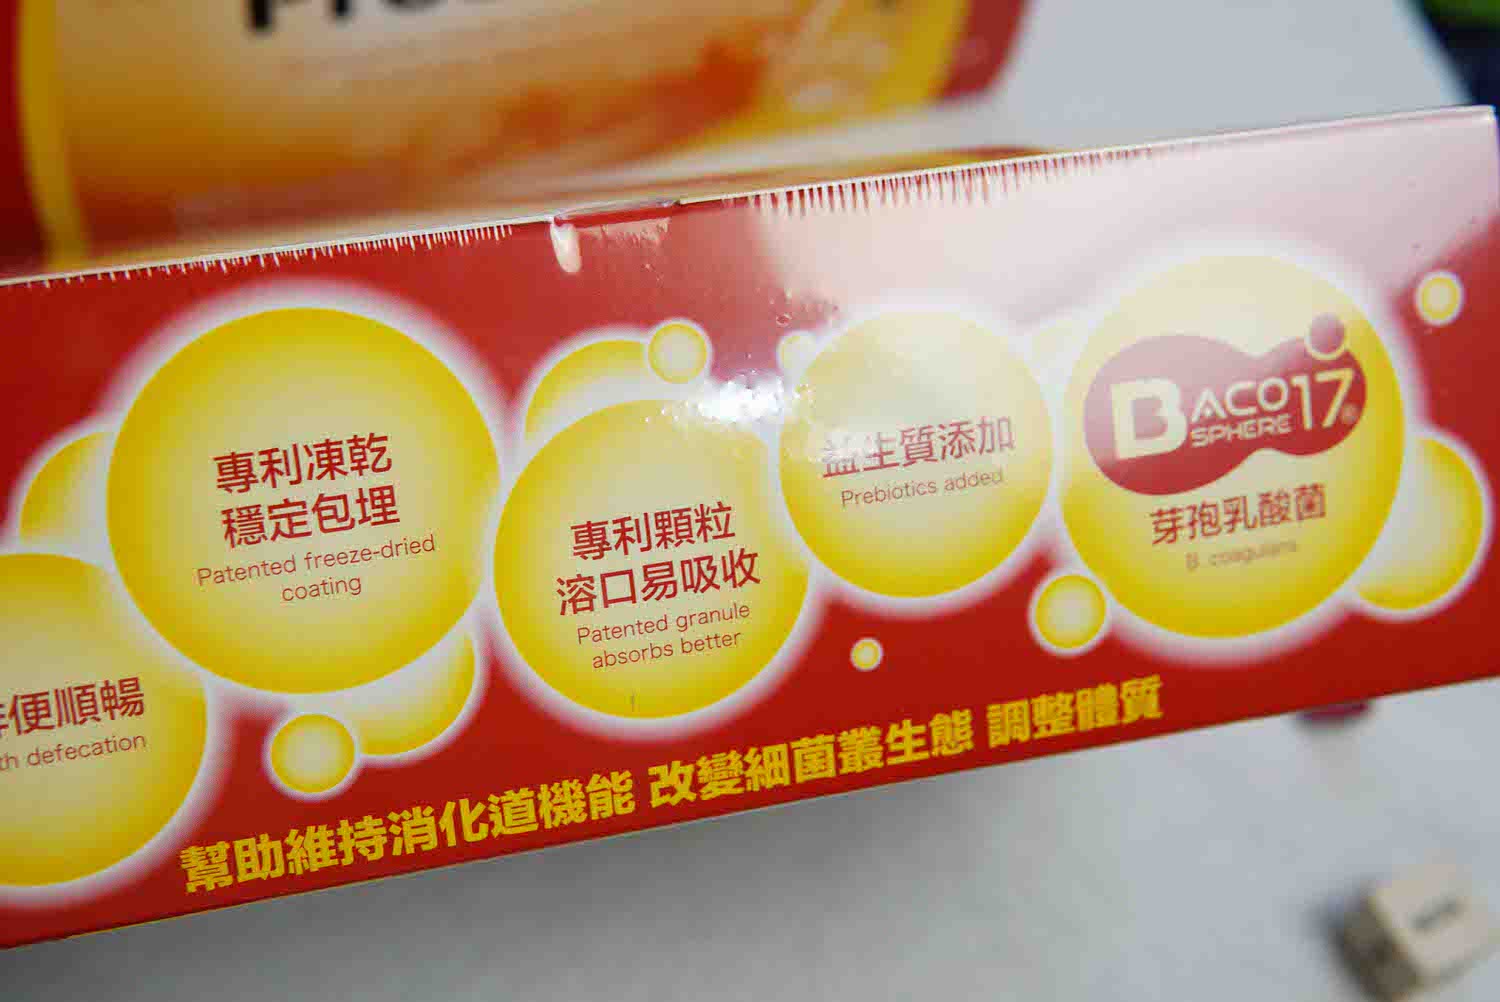 便順暢
defecation
專利凍乾
穩定包埋
Patented freeze-dried
coating
專利顆粒
溶口易吸收
Patented granule
absorbs better
益生質添加
Prebiotics added
BACO
SPHERE
17®
芽孢乳酸菌
B. coagulans
幫助維持消化道機能 改變細菌叢生態 調整體質